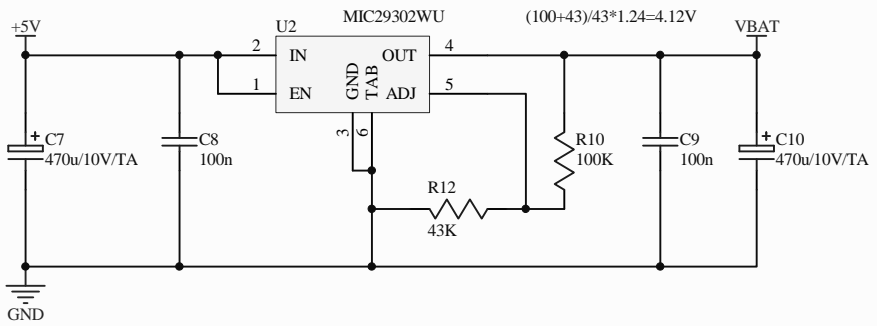 MIC29302WU
(100+43)/43*1.24=4.12V
+5V
U2
VBAT
2
IN
OUT
4
1
EN
GND
TAB
ADJ
5
3
6
C7
470u/10V/TA
C8
100n
R10
100K
C9
100n
C10
470u/10V/TA
R12
43K
GND
+
+